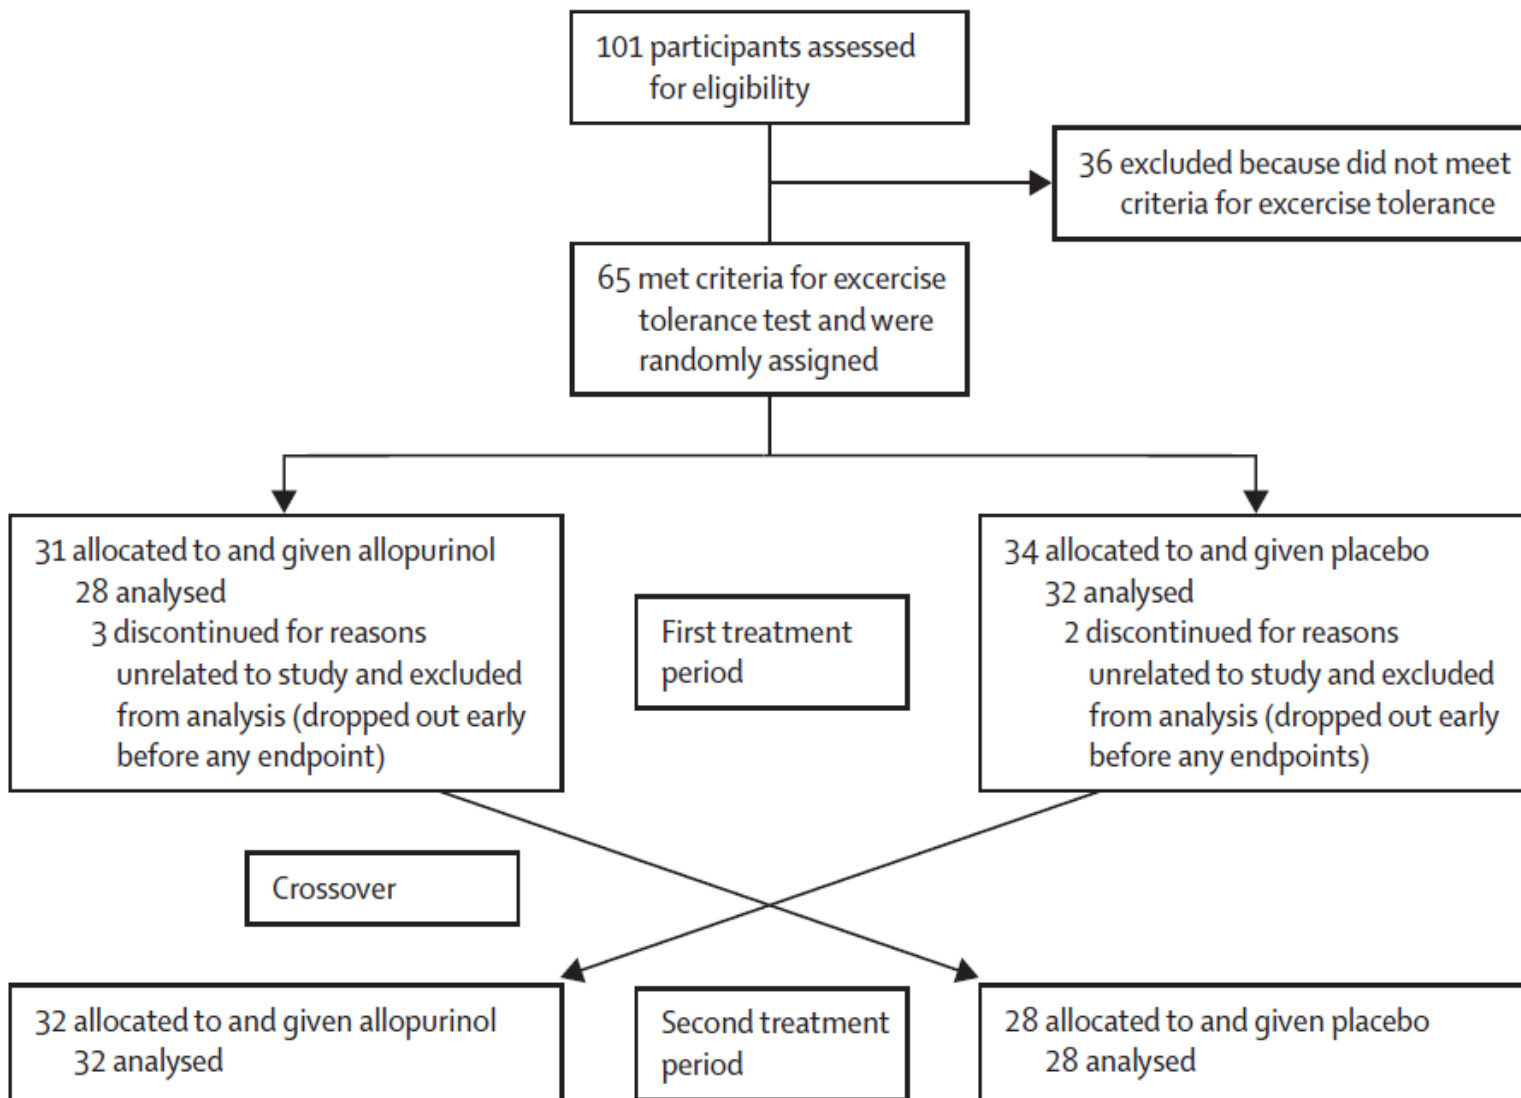 101 participants assessed
for eligibility
36 excluded because did not meet
criteria for excercise tolerance
65 met criteria for excercise
tolerance test and were
randomly assigned
31 allocated to and given allopurinol
28 analysed
3 discontinued for reasons
unrelated to study and excluded
from analysis (dropped out early
before any endpoint)
First treatment
period
34 allocated to and given placebo
32 analysed
2 discontinued for reasons
unrelated to study and excluded
from analysis (dropped out early
before any endpoints)
Crossover
32 allocated to and given allopurinol
32 analysed
Second treatment
period
28 allocated to and given placebo
28 analysed